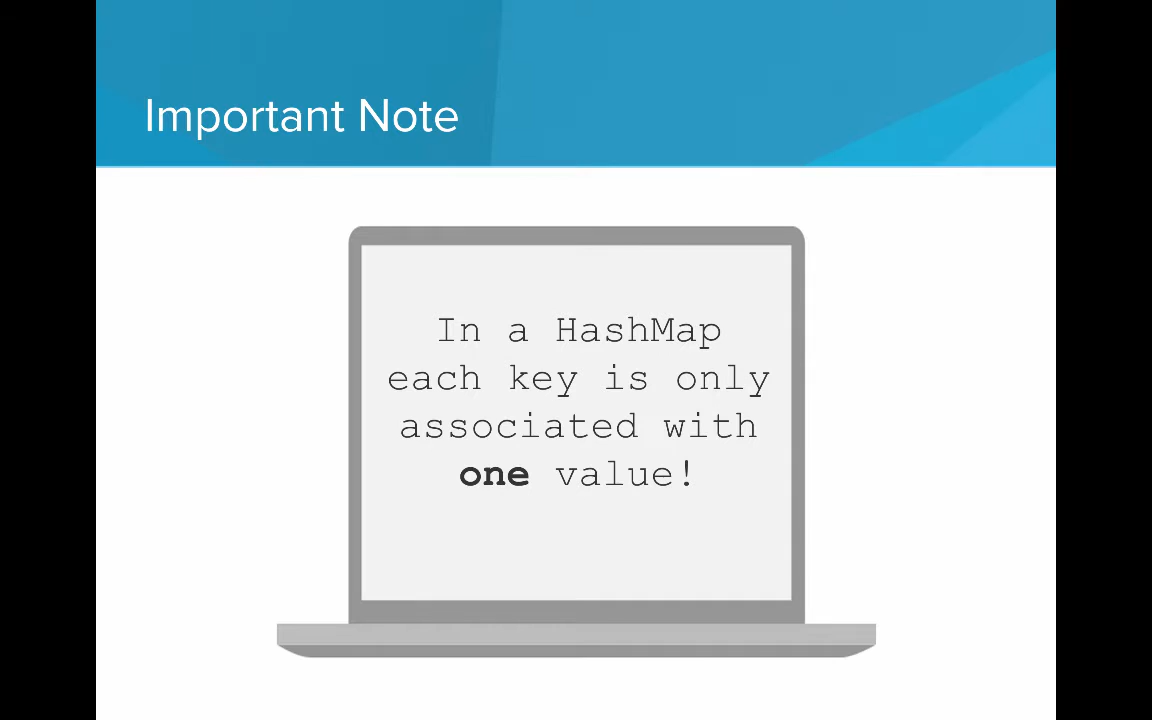 Important Note
In a HashMap
each key is only
associated with
one value!